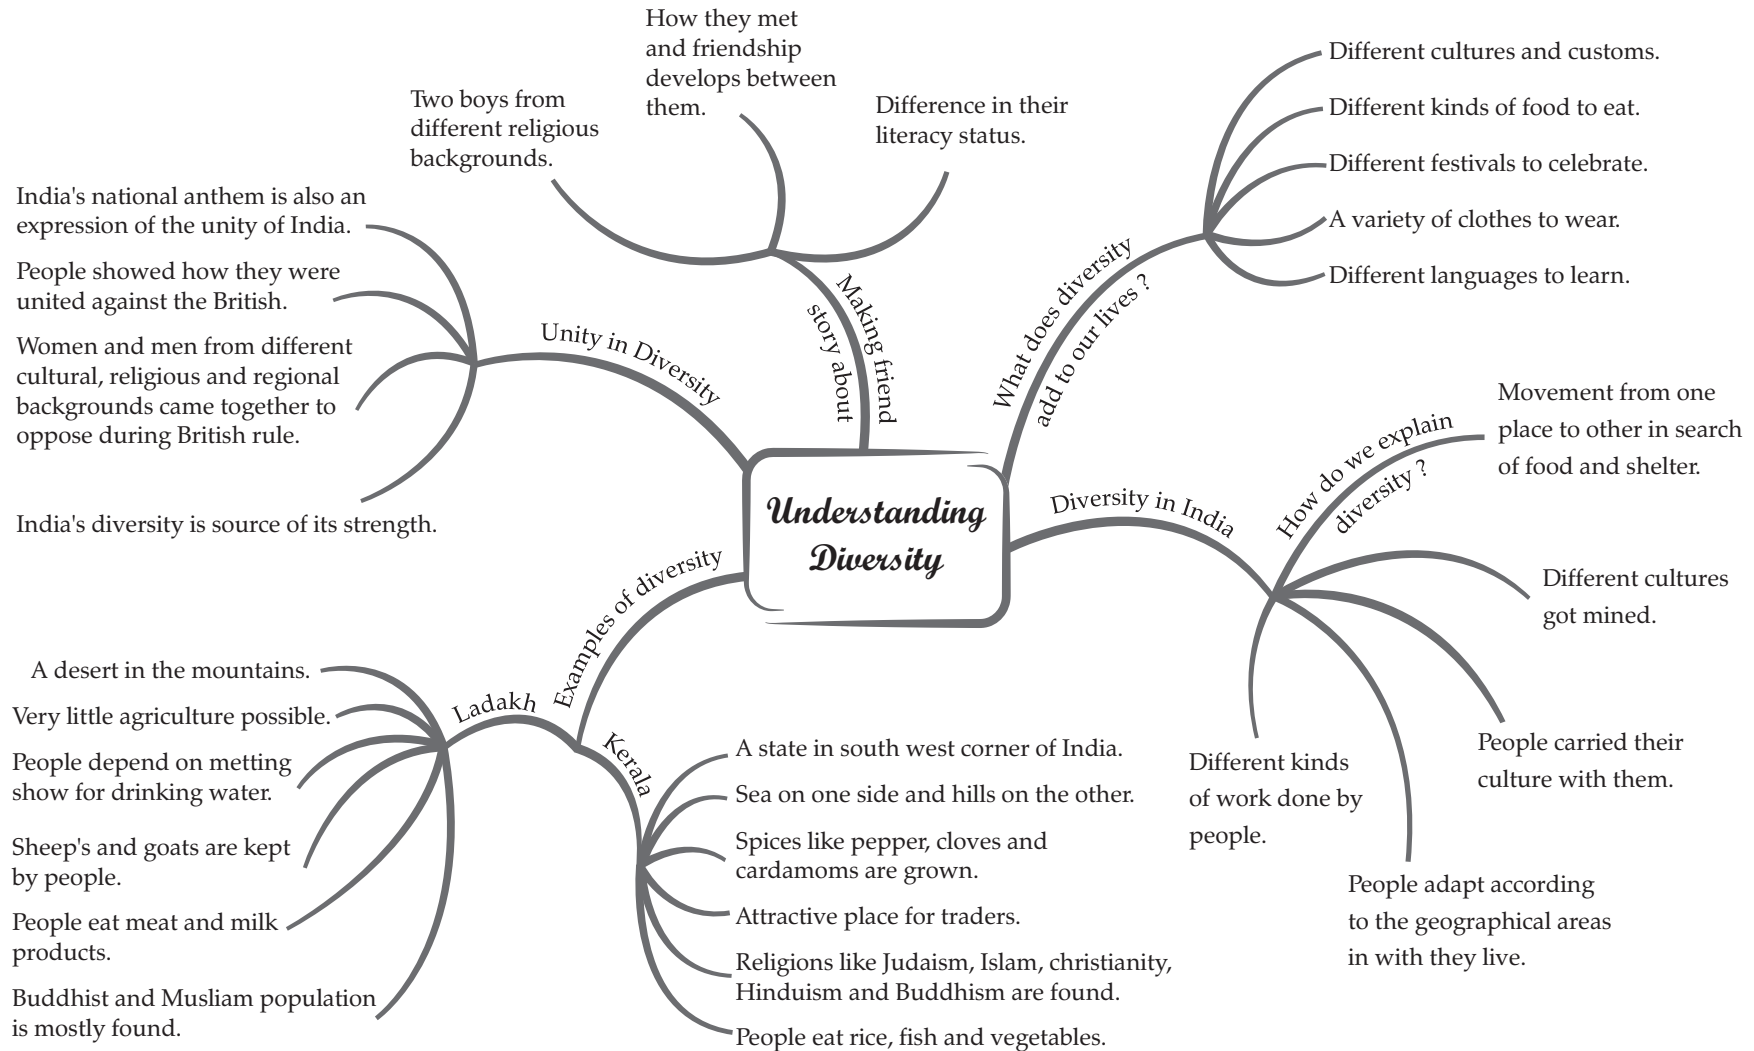 Understanding
Diversity
Unity in Diversity
India's national anthem is also an
expression of the unity of India.
People showed how they were
united against the British.
Women and men from different
cultural, religious and regional
backgrounds came together to
oppose during British rule.
India's diversity is source of its strength.
Making friend
story about
Two boys from
different religious
backgrounds.
How they met
and friendship
develops between
them.
Difference in their
literacy status.
What does diversity
add to our lives ?
Different cultures and customs.
Different kinds of food to eat.
Different festivals to celebrate.
A variety of clothes to wear.
Different languages to learn.
Diversity in India
How do we explain
diversity ?
Movement from one
place to other in search
of food and shelter.
Different cultures
got mined.
People carried their
culture with them.
People adapt according
to the geographical areas
in with they live.
Different kinds
of work done by
people.
Examples of diversity
Ladakh
A desert in the mountains.
Very little agriculture possible.
People depend on metting
show for drinking water.
Sheep's and goats are kept
by people.
People eat meat and milk
products.
Buddhist and Musliam population
is mostly found.
Kerala
A state in south west corner of India.
Sea on one side and hills on the other.
Spices like pepper, cloves and
cardamoms are grown.
Attractive place for traders.
Religions like Judaism, Islam, christianity,
Hinduism and Buddhism are found.
People eat rice, fish and vegetables.